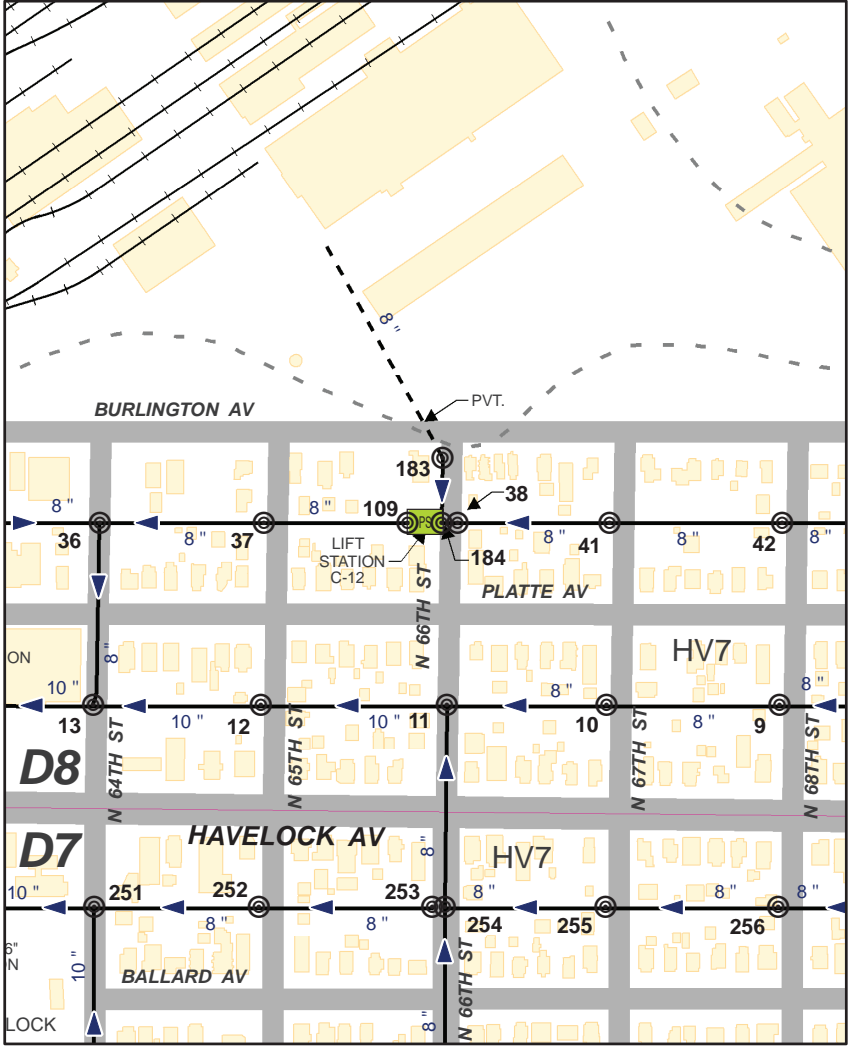 8 "
PVT.
BURLINGTON AV
183
8 "
109
8 "
38
36
8 "
37
PS
8 "
41
8 "
42
8 "
LIFT
STATION
C-12
184
N 66TH ST
PLATTE AV
ON
8 "
HV7
10 "
13
N 64TH ST
10 "
12
N 65TH ST
10 "
11
8 "
10
N 67TH ST
8 "
9
8 "
N 68TH ST
D8
D7
HAVELOCK AV
8 "
HV7
10 "
251
252
8 "
253
8 "
8 "
254
255
8 "
256
8 "
6"
N
10 "
BALLARD AV
N 66TH ST
8 "
LOCK